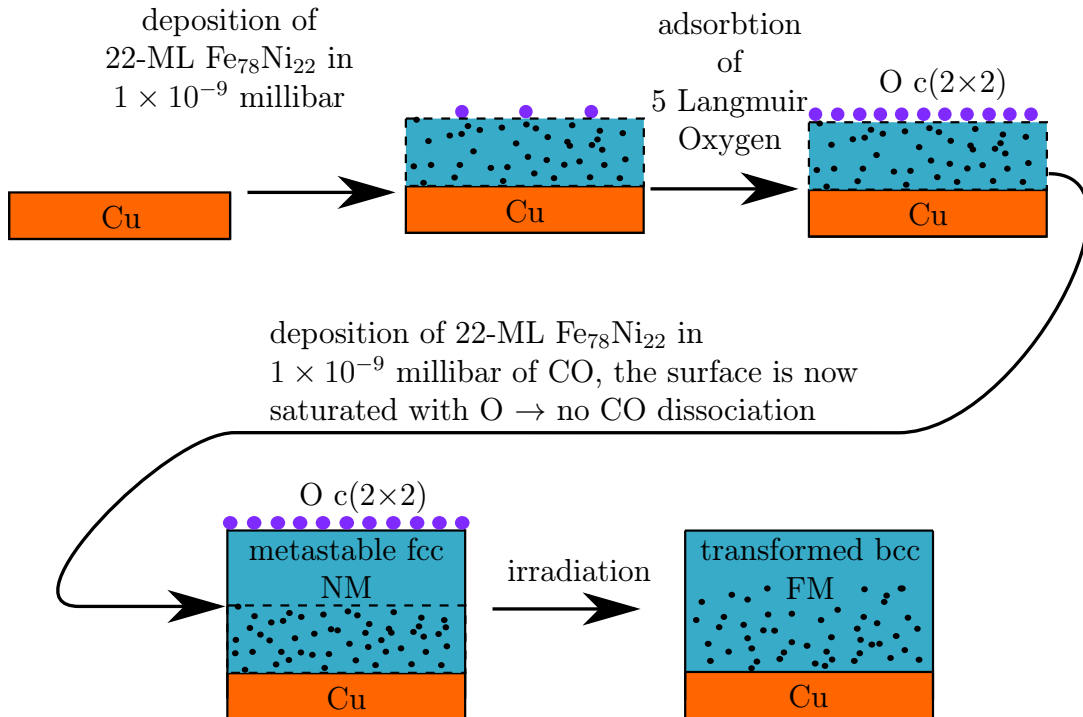 deposition of
22-ML Fe₇₈Ni₂₂ in
1 × 10⁻⁹ millibar
adsorbtion
of
5 Langmuir
Oxygen
O c(2×2)
Cu
Cu
Cu
deposition of 22-ML Fe₇₈Ni₂₂ in
1 × 10⁻⁹ millibar of CO, the surface is now
saturated with O → no CO dissociation
O c(2×2)
metastable fcc
NM
Cu
irradiation
transformed bcc
FM
Cu